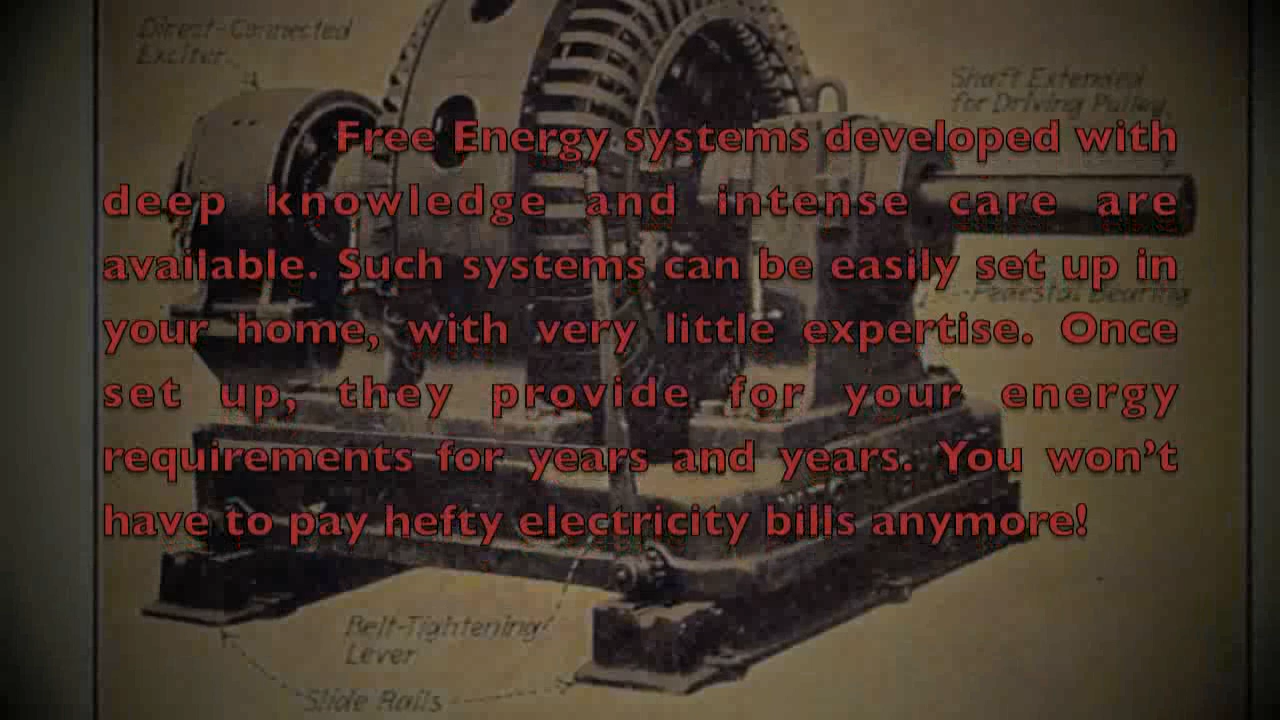 Direct-Connected
Exciter.
Shaft Extended
for Driving Pulley
Free Energy systems developed with
deep knowledge and intense care are
available. Such systems can be easily set up in
Pedestal Bearing
your home, with very little expertise. Once
set up, they provide for your energy
requirements for years and years. You won’t
have to pay hefty electricity bills anymore!
Belt-Tightening
Lever
Slide Rails